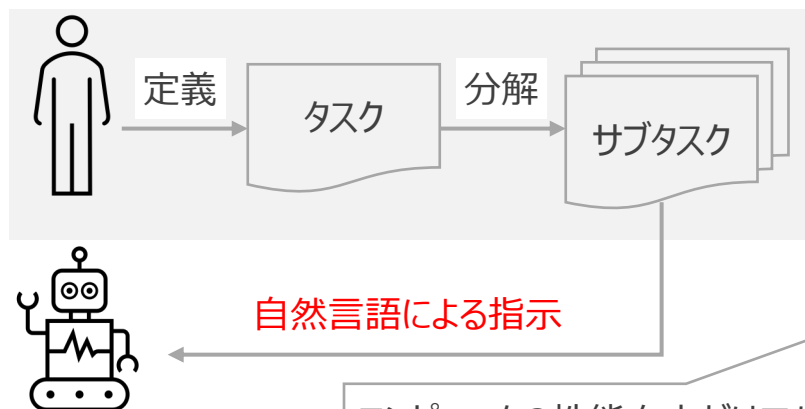 定義
タスク
分解
サブタスク
自然言語による指示